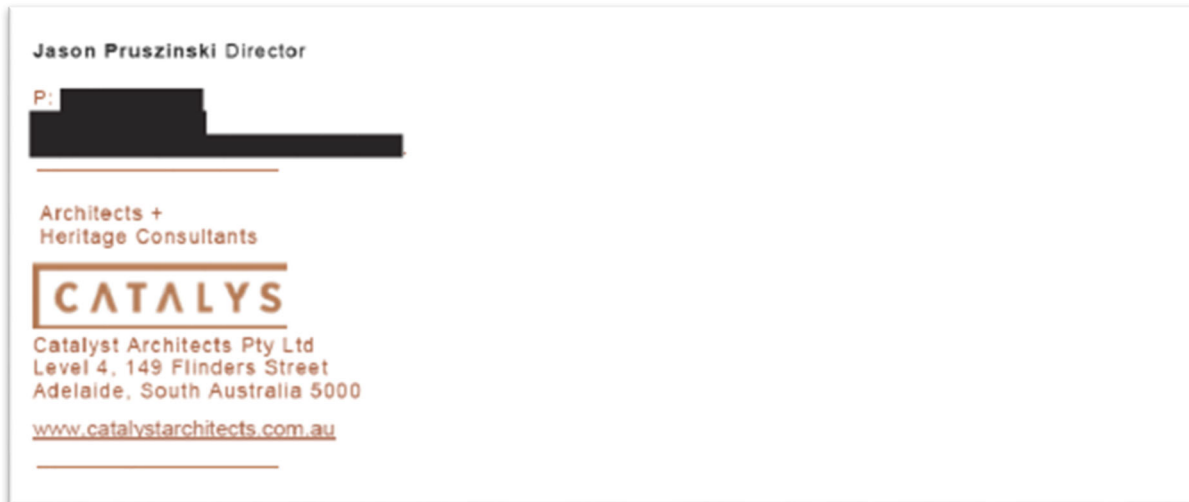 Jason Pruszinski Director
P:
Architects +
Heritage Consultants
CATALYS
Catalyst Architects Pty Ltd
Level 4, 149 Flinders Street
Adelaide, South Australia 5000
www.catalystarchitects.com.au